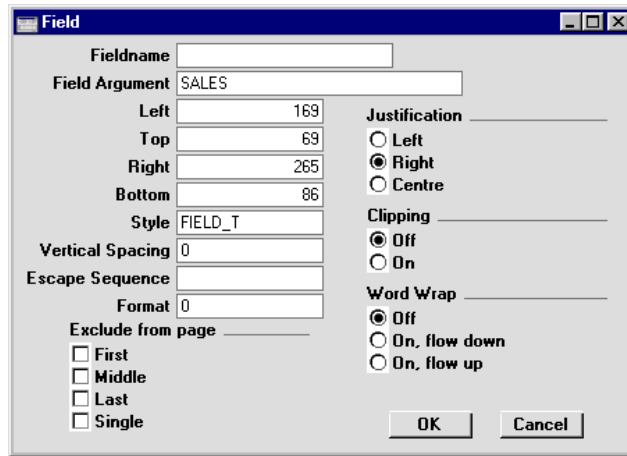 Field
Fieldname
Field Argument SALES
Left 169
Top 69
Right 265
Bottom 86
Style FIELD_T
Vertical Spacing 0
Escape Sequence
Format 0
Exclude from page
First
Middle
Last
Single
Justification
Left
Right
Centre
Clipping
Off
On
Word Wrap
Off
On, flow down
On, flow up
OK Cancel